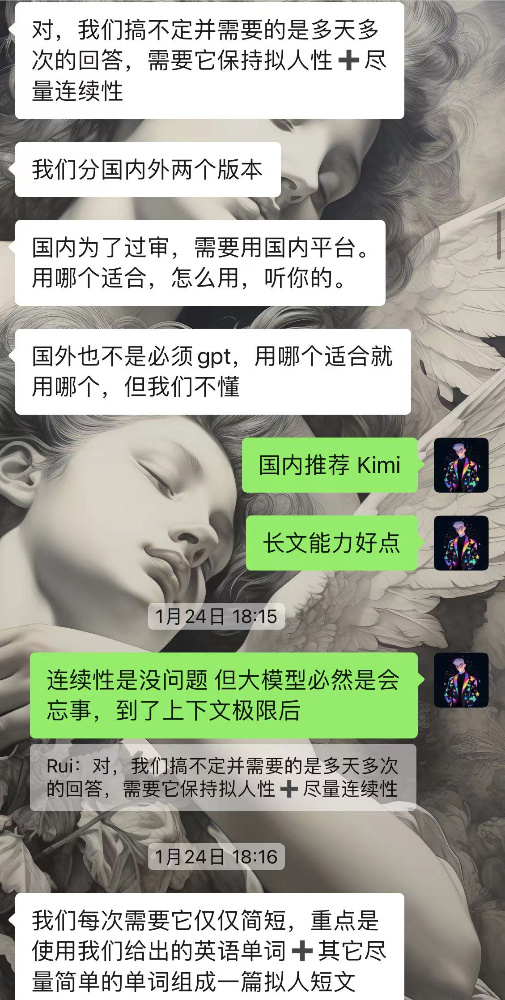 对，我们搞不定并需要的是多天多
次的回答，需要它保持拟人性➕尽
量连续性
我们分国内外两个版本
国内为了过审，需要用国内平台。
用哪个适合，怎么用，听你的。
国外也不是必须gpt，用哪个适合就
用哪个，但我们不懂
国内推荐 Kimi
长文能力好点
1月24日 18:15
连续性是没问题 但大模型必然是会
忘事，到了上下文极限后
Rui：对，我们搞不定并需要的是多天多次
的回答，需要它保持拟人性➕尽量连续性
1月24日 18:16
我们每次需要它仅仅简短，重点是
使用我们给出的英语单词➕其它尽
量简单的单词组成一篇拟人短文